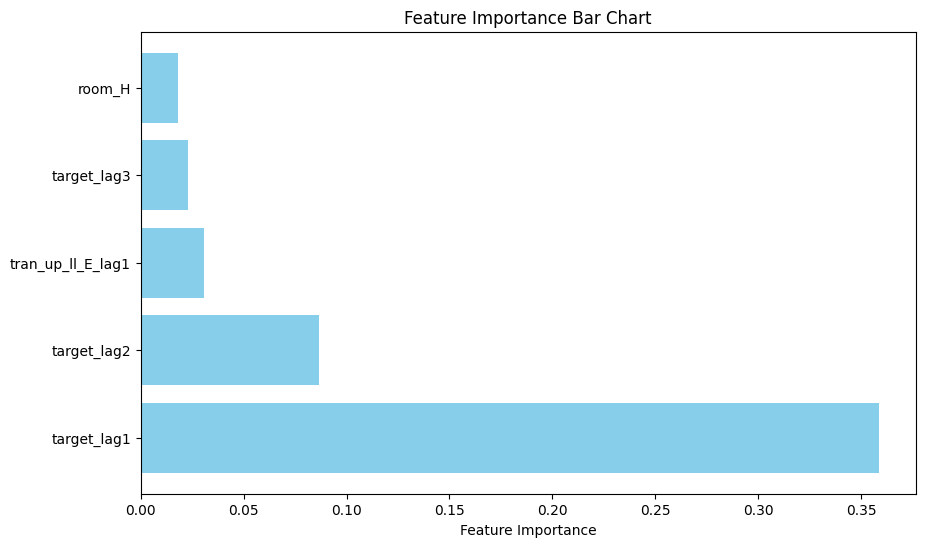 Feature Importance Bar Chart
room_H
target_lag3
tran_up_ll_E_lag1
target_lag2
target_lag1
0.00 0.05 0.10 0.15 0.20 0.25 0.30 0.35
Feature Importance